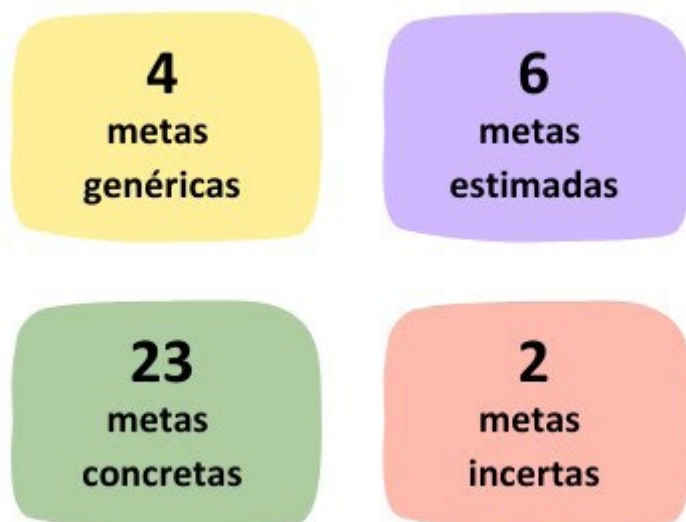 4
metas
genéricas
6
metas
estimadas
23
metas
concretas
2
metas
incertas